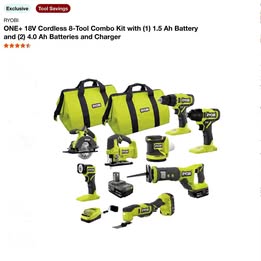 Exclusive Tool Savings
RYOBI
ONE+ 18V Cordless 8-Tool Combo Kit with (1) 1.5 Ah Battery
and (2) 4.0 Ah Batteries and Charger
RYOBI
RYOBI